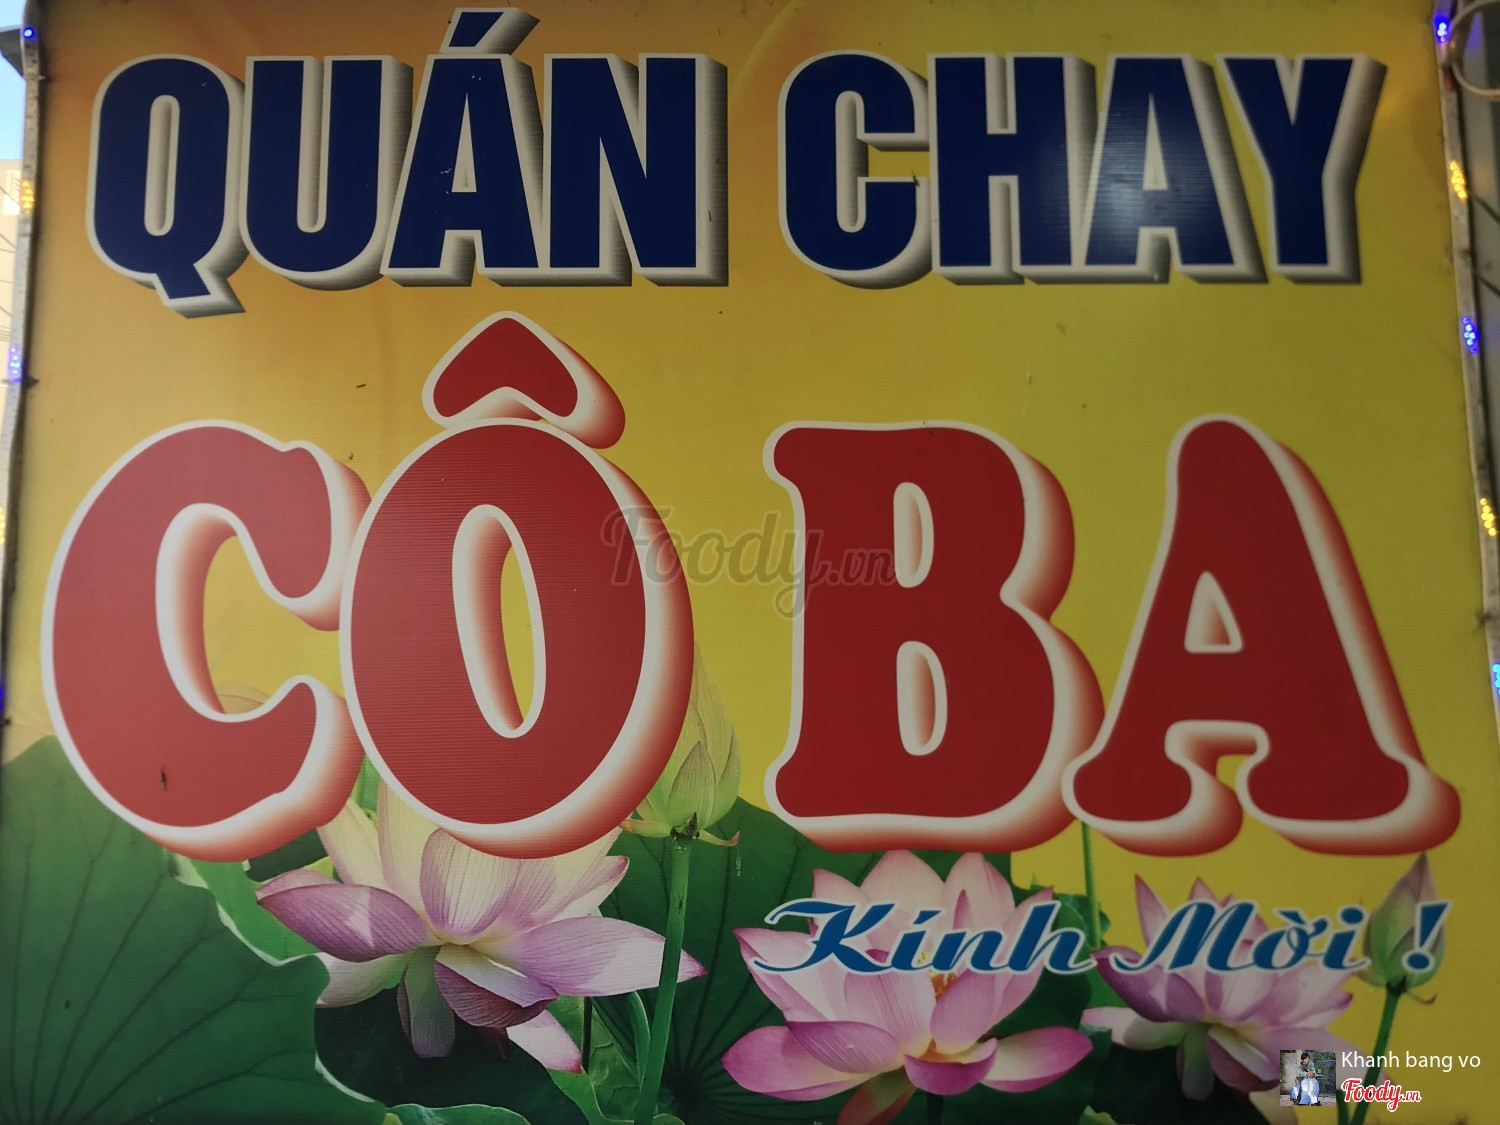 QUÁN CHAY
CÔ BA
Foody.vn
Kính Mời !
Khanh bang vo
Foody.vn